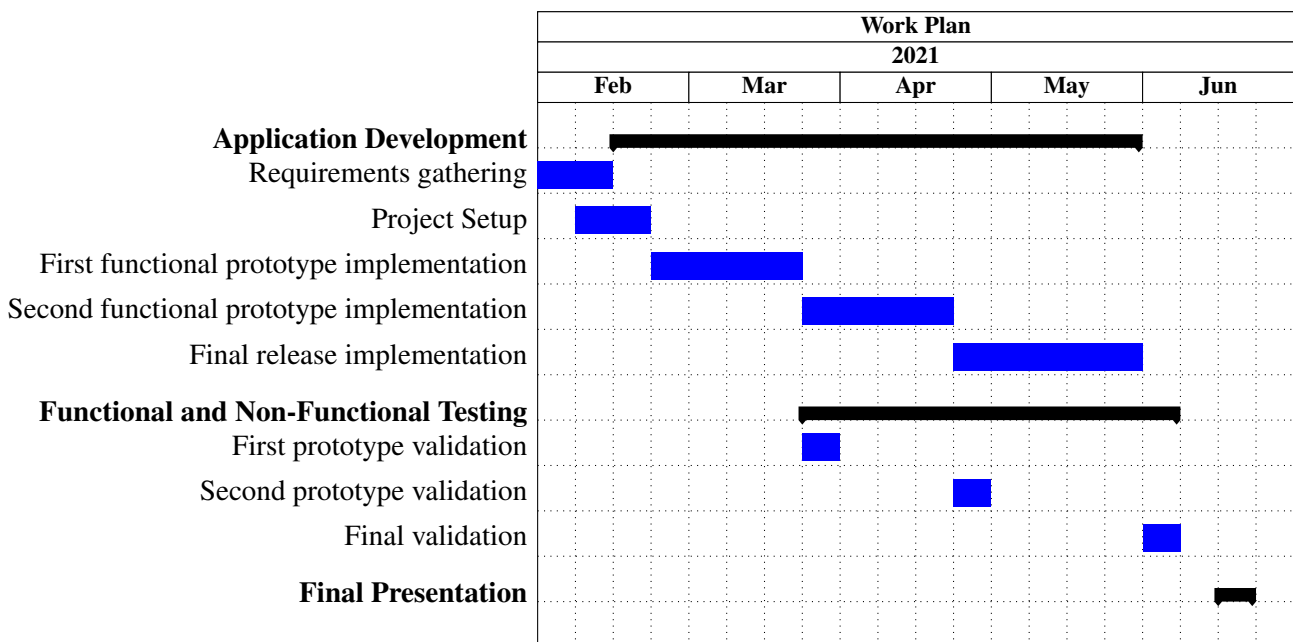 Work Plan
2021
Feb Mar Apr May Jun
Application Development
Requirements gathering
Project Setup
First functional prototype implementation
Second functional prototype implementation
Final release implementation
Functional and Non-Functional Testing
First prototype validation
Second prototype validation
Final validation
Final Presentation